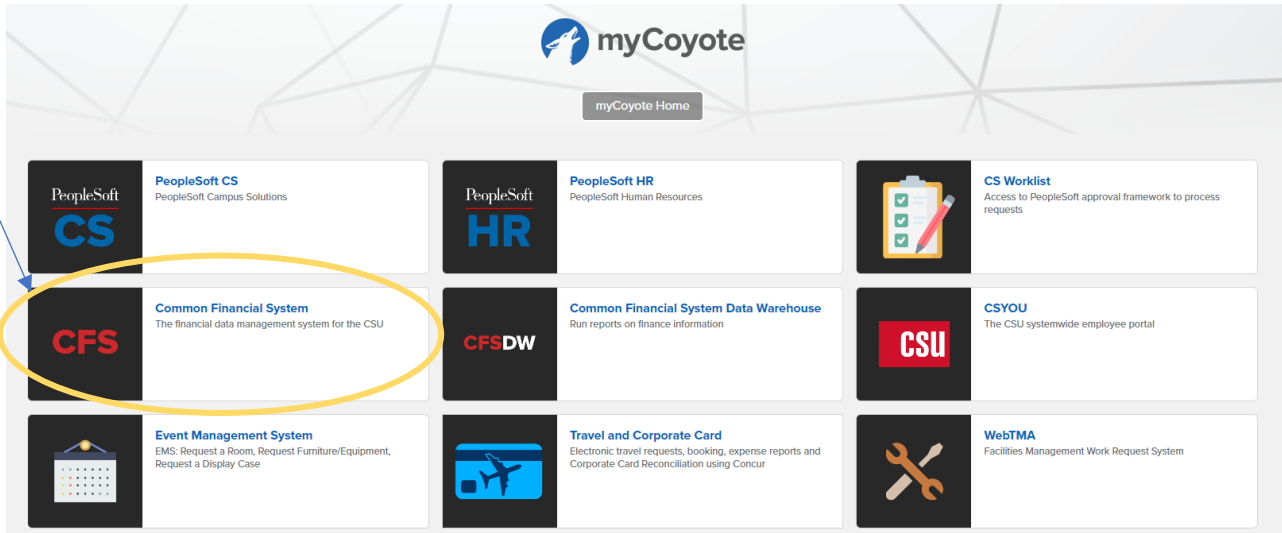 myCoyote
myCoyote Home
PeopleSoft
CS
PeopleSoft CS
PeopleSoft Campus Solutions
PeopleSoft
HR
PeopleSoft HR
PeopleSoft Human Resources
CS Worklist
Access to PeopleSoft approval framework to process
requests
CFS
Common Financial System
The financial data management system for the CSU
CFSDW
Common Financial System Data Warehouse
Run reports on finance information
CSU
CSYOU
The CSU systemwide employee portal
Event Management System
EMS: Request a Room, Request Furniture/Equipment,
Request a Display Case
Travel and Corporate Card
Electronic travel requests, booking, expense reports and
Corporate Card Reconciliation using Concur
WebTMA
Facilities Management Work Request System